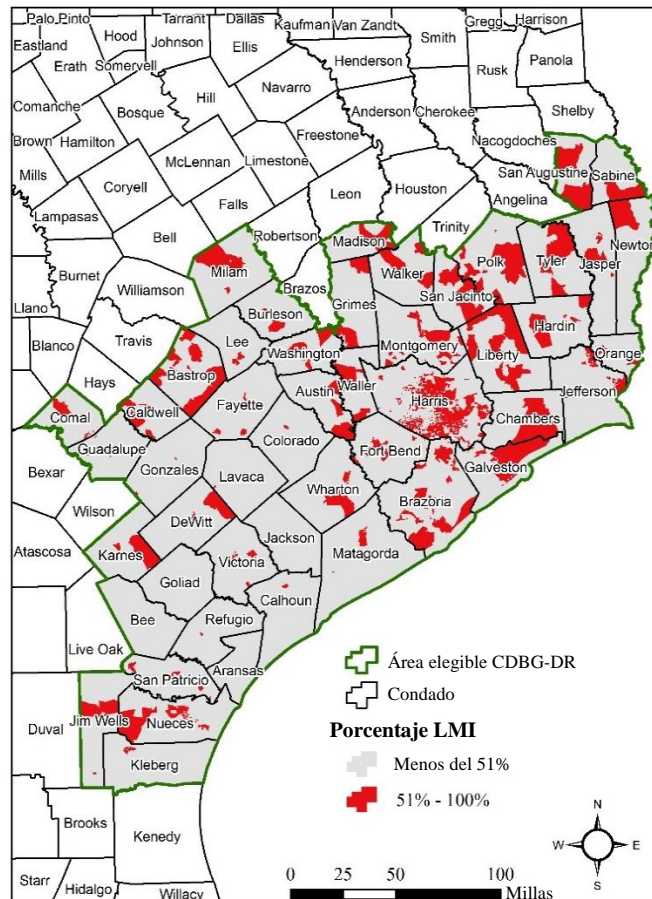 Palo Pinto Tarrant Dallas Kaufman Van Zandt Gregg Harrison
Eastland Hood Johnson Ellis Smith Panola
Erath Somervell Henderson Rusk
Comanche Bosque Hill Navarro Anderson Cherokee Shelby
Brown Hamilton Freestone Nacogdoches
Mills McLennan Limestone San Augustine Sabine
Coryell Leon Houston Angelina
Lampasas Falls Trinity
Bell Robertson Madison Newton
Burnet Milam Walker Polk Tyler Jasper
Williamson Brazos Grimes San Jacinto
Llano Burleson Hardin
Travis Lee Washington Montgomery Liberty
Blanco Bastrop Austin Waller Orange
Hays Harris Jefferson
Comal Caldwell Fayette Chambers
Guadalupe Colorado Fort Bend
Bexar Gonzales Lavaca Galveston
Wilson Wharton Brazoria
DeWitt
Atascosa Karnes Jackson Matagorda
Victoria
Goliad
Bee Calhoun
Refugio
Live Oak
Aransas
San Patricio
Duval Jim Wells Nueces
Kleberg
Brooks
Kenedy
Starr Hidalgo Willacy
Área elegible CDBG-DR
Condado
Porcentaje LMI
Menos del 51%
51% - 100%
N
W E
S
0 25 50 100
Millas